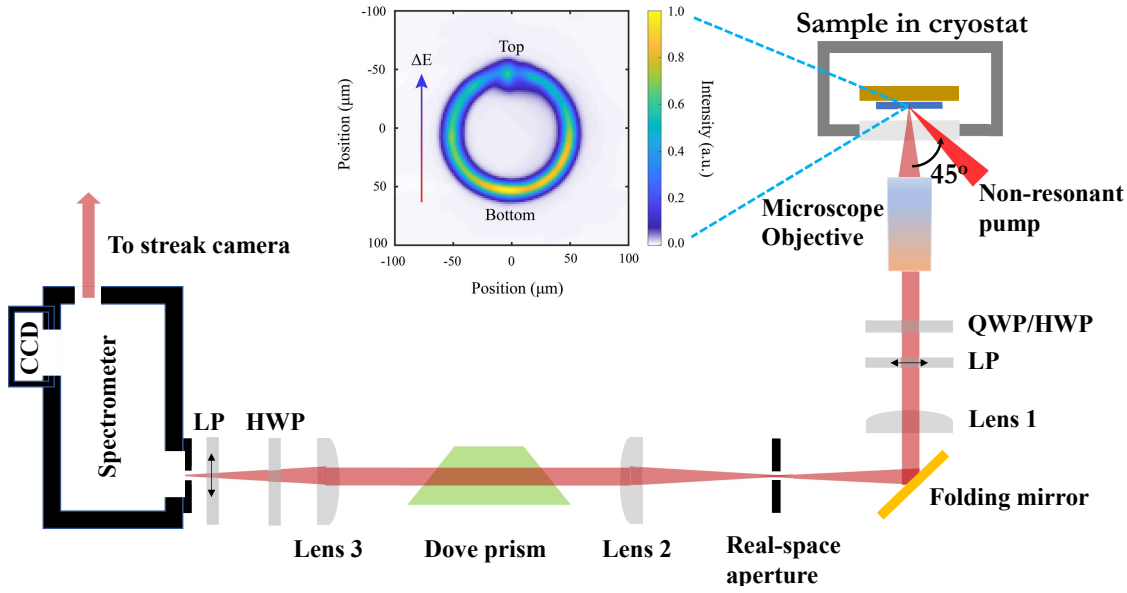 -100
-50
0
50
100
-100
-50
0
50
100
Position (μm)
Position (μm)
ΔE
Top
Bottom
1.0
0.8
0.6
0.4
0.2
0.0
Intensity (a.u.)
Sample in cryostat
45º
Non-resonant
pump
Microscope
Objective
QWP/HWP
LP
Lens 1
Folding mirror
To streak camera
CCD
Spectrometer
LP
HWP
Lens 3
Dove prism
Lens 2
Real-space
aperture